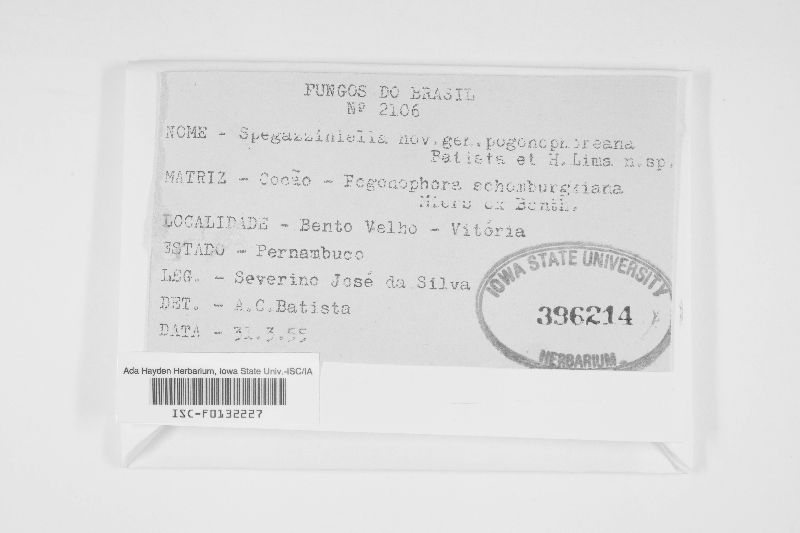 FUNGOS DO BRASIL
Nº 2106
NOME - Spegazziniella nov.gen.pogonophoreana
Batista et H.Lima n.sp.
MATRIZ - Cocão - Pogonophora schomburgkiana
Miers ex Benth.
LOCALIDADE - Bento Velho - Vitória
ESTADO - Pernambuco
LEG. - Severino José da Silva
DET. - A.C.Batista
DATA - 31.3.55
IOWA STATE UNIVERSITY
396214
HERBARIUM
Ada Hayden Herbarium, Iowa State Univ.-ISC/IA
ISC-F0132227